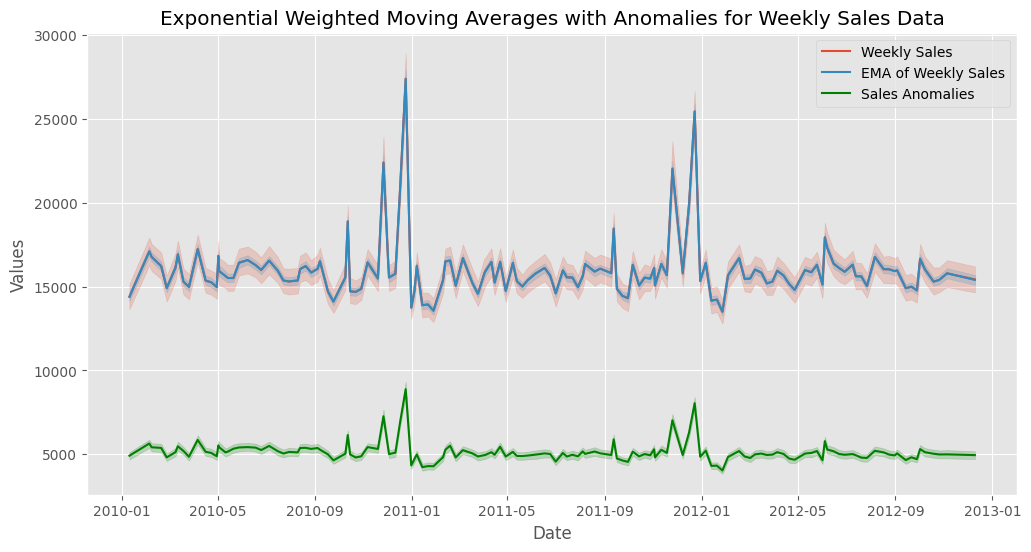 Exponential Weighted Moving Averages with Anomalies for Weekly Sales Data
Weekly Sales
EMA of Weekly Sales
Sales Anomalies
Values
30000
25000
20000
15000
10000
5000
2010-01 2010-05 2010-09 2011-01 2011-05 2011-09 2012-01 2012-05 2012-09 2013-01
Date